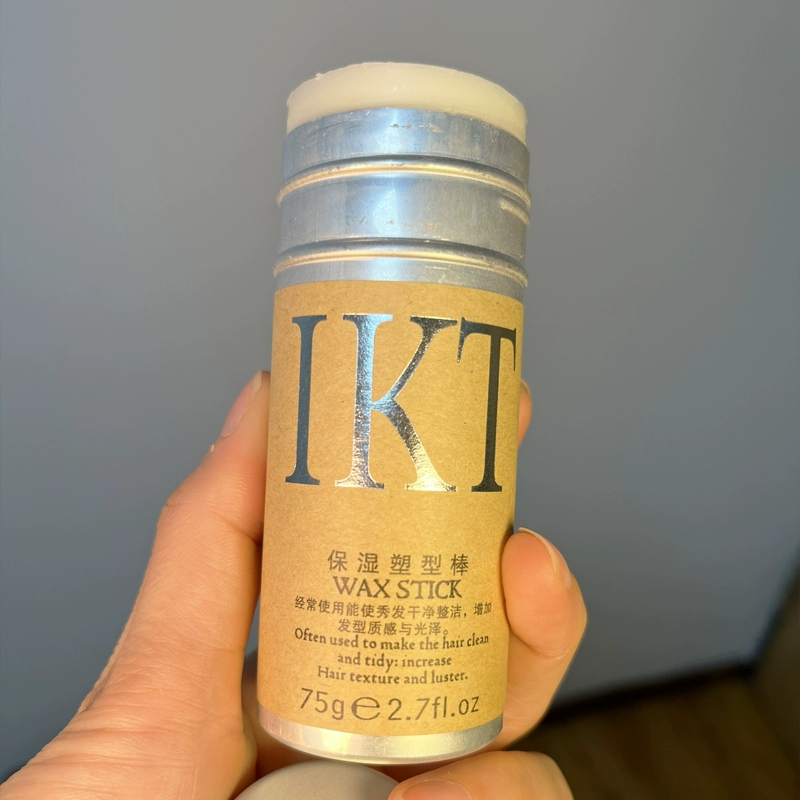 IKT
保湿塑型棒
WAX STICK
经常使用能使秀发干净整洁，增加
发型质感与光泽。
Often used to make the hair clean
and tidy: increase
Hair texture and luster.
75g℮2.7fl.oz